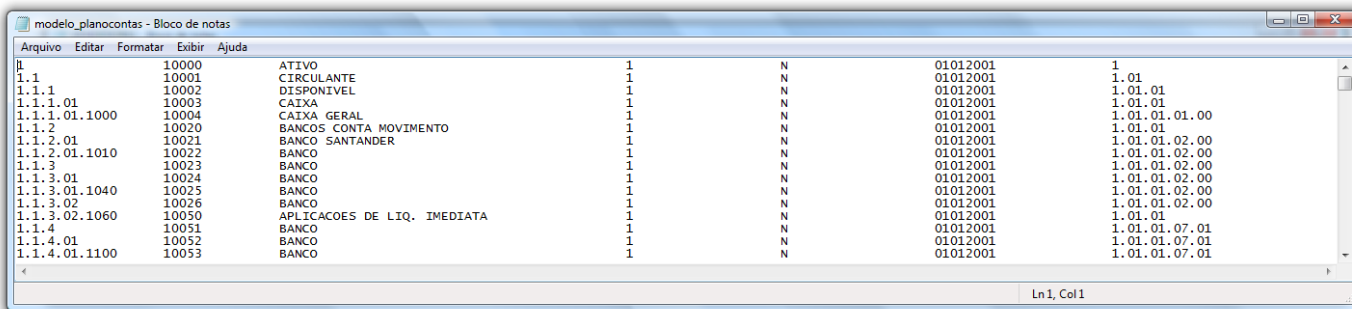 modelo_planocontas - Bloco de notas
Arquivo Editar Formatar Exibir Ajuda
1 10000 ATIVO 1 N 01012001 1
1.1 10001 CIRCULANTE 1 N 01012001 1.01
1.1.1 10002 DISPONIVEL 1 N 01012001 1.01.01
1.1.1.01 10003 CAIXA 1 N 01012001 1.01.01
1.1.1.01.1000 10004 CAIXA GERAL 1 N 01012001 1.01.01.01.00
1.1.2 10020 BANCOS CONTA MOVIMENTO 1 N 01012001 1.01.01
1.1.2.01 10021 BANCO SANTANDER 1 N 01012001 1.01.01.02.00
1.1.2.01.1010 10022 BANCO 1 N 01012001 1.01.01.02.00
1.1.3 10023 BANCO 1 N 01012001 1.01.01.02.00
1.1.3.01 10024 BANCO 1 N 01012001 1.01.01.02.00
1.1.3.01.1040 10025 BANCO 1 N 01012001 1.01.01.02.00
1.1.3.02 10026 BANCO 1 N 01012001 1.01.01.02.00
1.1.3.02.1060 10050 APLICACOES DE LIQ. IMEDIATA 1 N 01012001 1.01.01
1.1.4 10051 BANCO 1 N 01012001 1.01.01.07.01
1.1.4.01 10052 BANCO 1 N 01012001 1.01.01.07.01
1.1.4.01.1100 10053 BANCO 1 N 01012001 1.01.01.07.01
Ln 1, Col 1